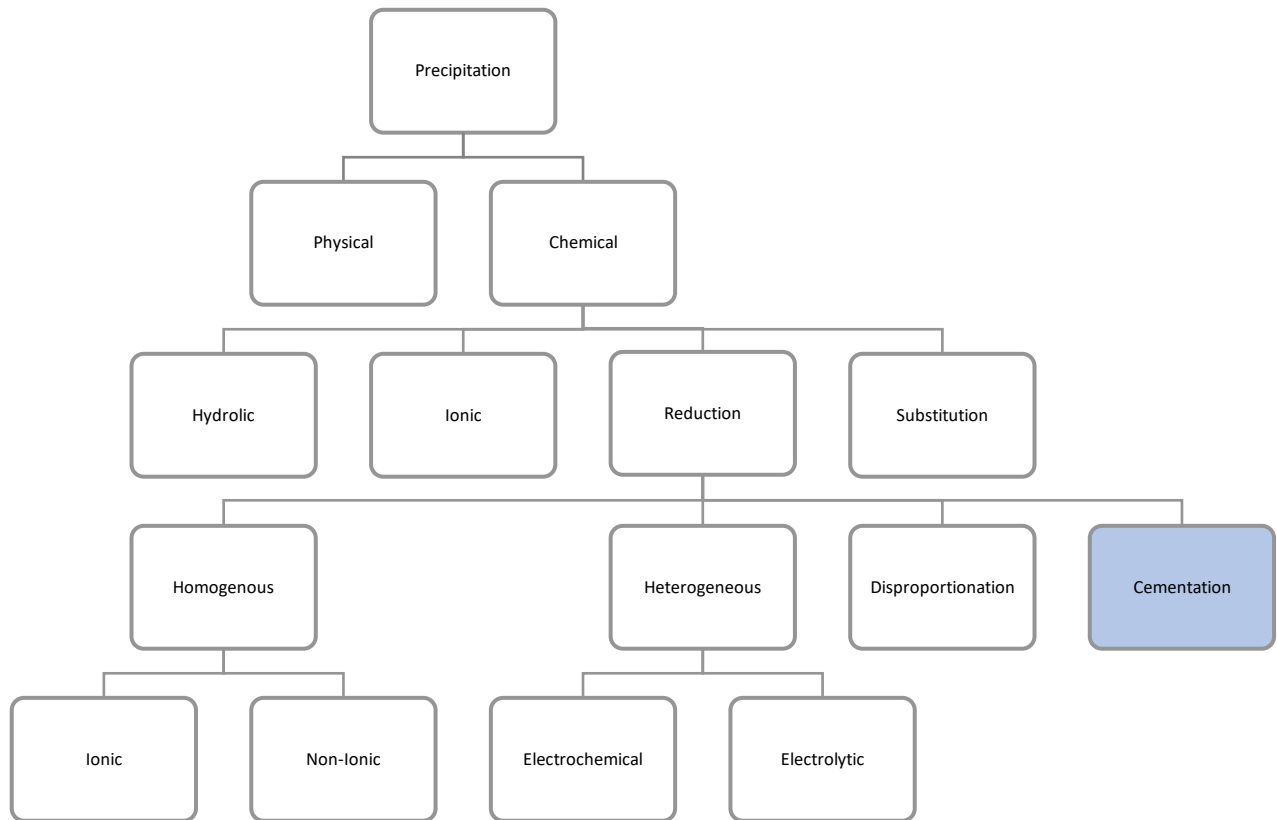 Precipitation
Physical
Chemical
Hydrolic
Ionic
Reduction
Substitution
Homogenous
Heterogeneous
Disproportionation
Cementation
Ionic
Non-Ionic
Electrochemical
Electrolytic